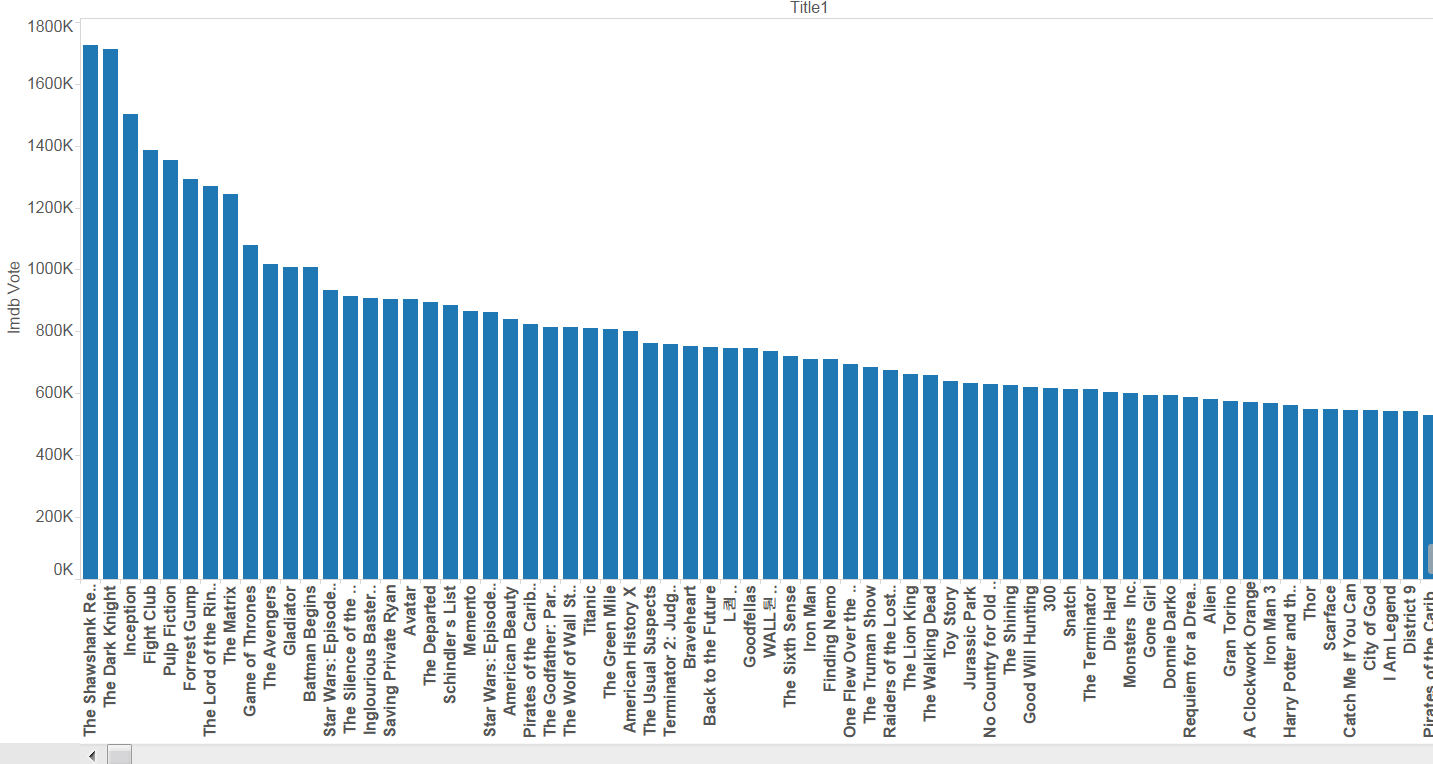 Title1
1800K
1600K
1400K
1200K
1000K
800K
600K
400K
200K
0K
Imdb Vote
The Shawshank Re..
The Dark Knight
Inception
Fight Club
Pulp Fiction
Forrest Gump
The Lord of the Rin..
The Matrix
Game of Thrones
The Avengers
Gladiator
Batman Begins
Star Wars: Episode..
The Silence of the ..
Inglourious Baster..
Saving Private Ryan
Avatar
The Departed
Schindler s List
Memento
Star Wars: Episode..
American Beauty
Pirates of the Carib..
The Godfather: Par..
The Wolf of Wall St..
Titanic
The Green Mile
American History X
The Usual Suspects
Terminator 2: Judg..
Braveheart
Back to the Future
L..
Goodfellas
WALL..
The Sixth Sense
Iron Man
Finding Nemo
One Flew Over the ..
The Truman Show
Raiders of the Lost..
The Lion King
The Walking Dead
Toy Story
Jurassic Park
No Country for Old ..
The Shining
Good Will Hunting
300
Snatch
The Terminator
Die Hard
Monsters Inc.
Gone Girl
Donnie Darko
Requiem for a Drea..
Alien
Gran Torino
A Clockwork Orange
Iron Man 3
Harry Potter and th..
Thor
Scarface
Catch Me If You Can
City of God
I Am Legend
District 9
Pirates of the Carib..